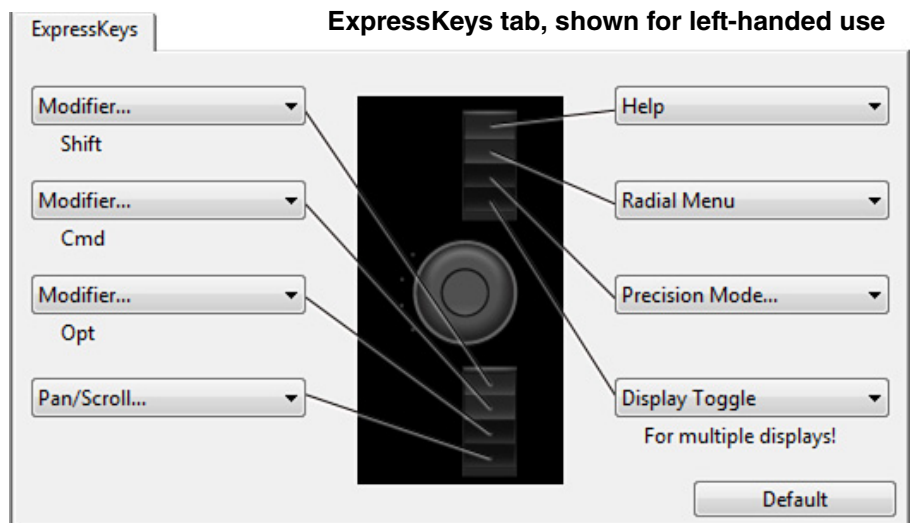 ExpressKeys tab, shown for left-handed use
ExpressKeys
Modifier...
Shift
Modifier...
Cmd
Modifier...
Opt
Pan/Scroll...
Help
Radial Menu
Precision Mode...
Display Toggle
For multiple displays!
Default